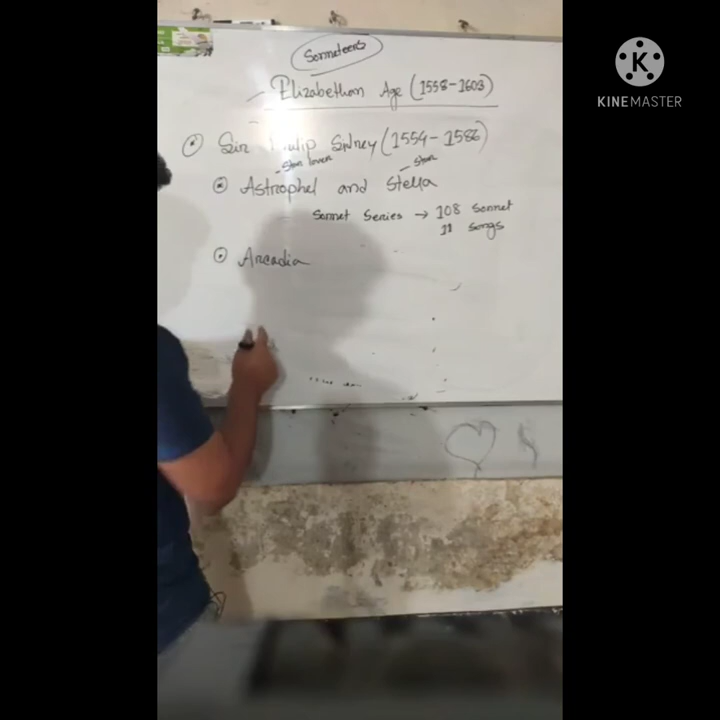 Sonneteers
Elizabethan Age (1558-1603)
Sir Philip Sidney (1554-1586)
Star lover
Star
Astrophel and Stella
Sonnet Series → 108 Sonnet
11 Songs
Arcadia
KINEMASTER